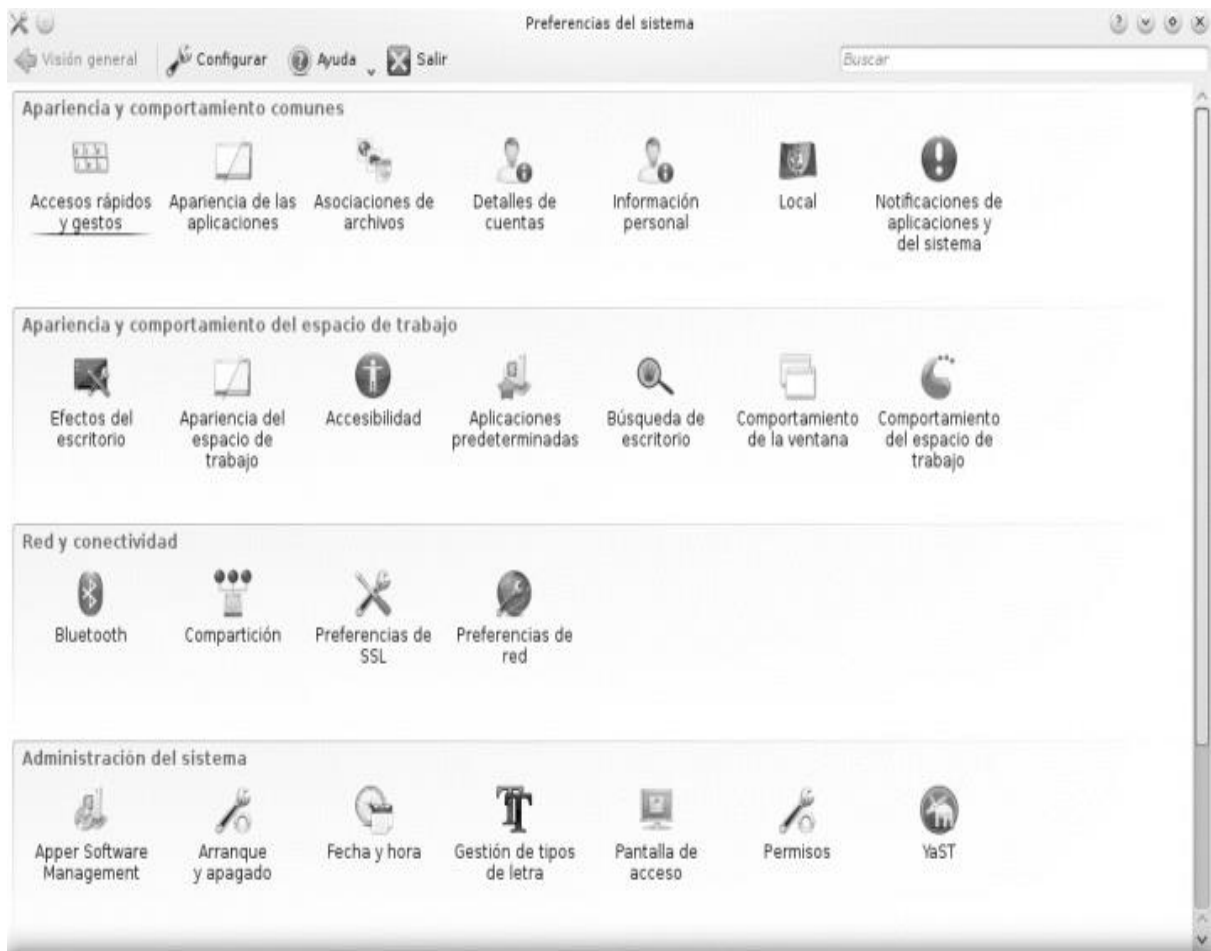 Preferencias del sistema
Visión general
Configurar
Ayuda
Salir
Buscar
Apariencia y comportamiento comunes
Accesos rápidos
y gestos
Apariencia de las
aplicaciones
Asociaciones de
archivos
Detalles de
cuentas
Información
personal
Local
Notificaciones de
aplicaciones y
del sistema
Apariencia y comportamiento del espacio de trabajo
Efectos del
escritorio
Apariencia del
espacio de
trabajo
Accesibilidad
Aplicaciones
predeterminadas
Búsqueda de
escritorio
Comportamiento
de la ventana
Comportamiento
del espacio de
trabajo
Red y conectividad
Bluetooth
Compartición
Preferencias de
SSL
Preferencias de
red
Administración del sistema
Apper Software
Management
Arranque
y apagado
Fecha y hora
Gestión de tipos
de letra
Pantalla de
acceso
Permisos
YaST